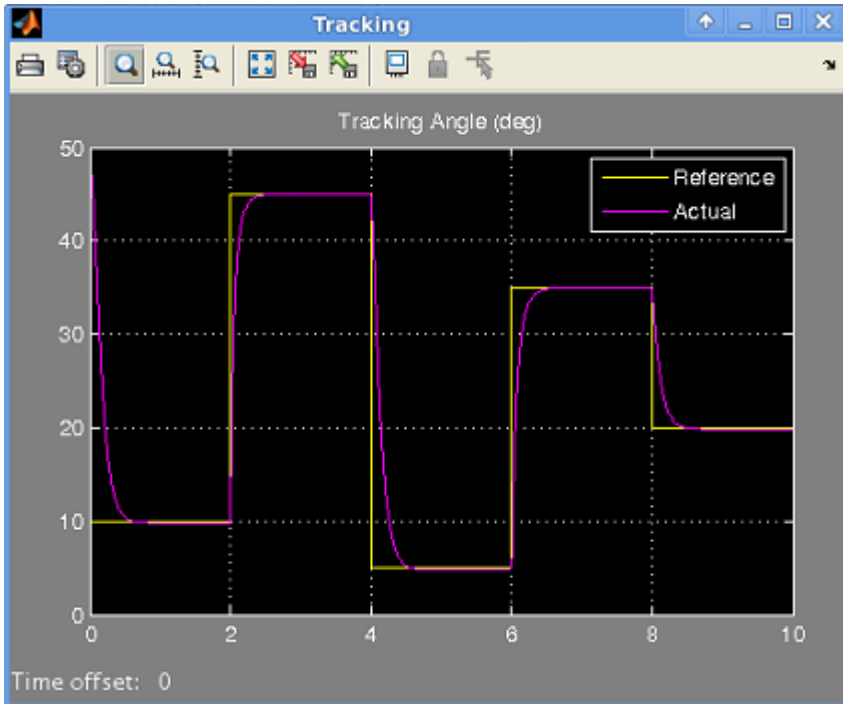 Tracking
Tracking Angle (deg)
50
40
30
20
10
0
Reference
Actual
0 2 4 6 8 10
Time offset: 0